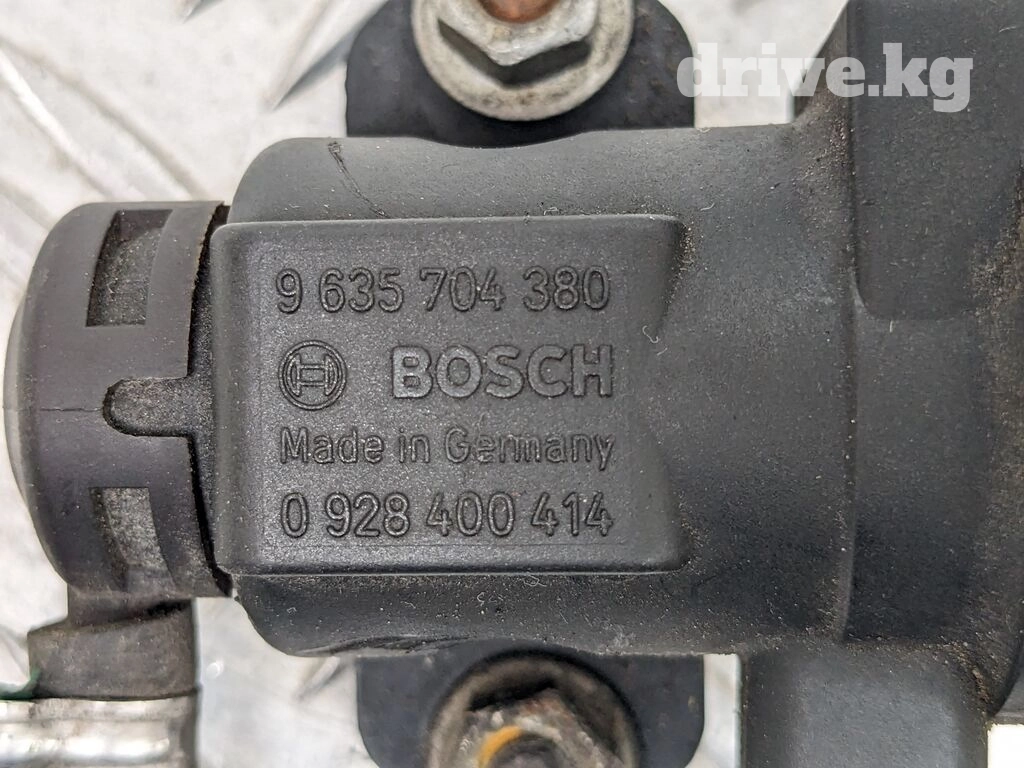 drive.kg
9 635 704 380
BOSCH
Made in Germany
0 928 400 414